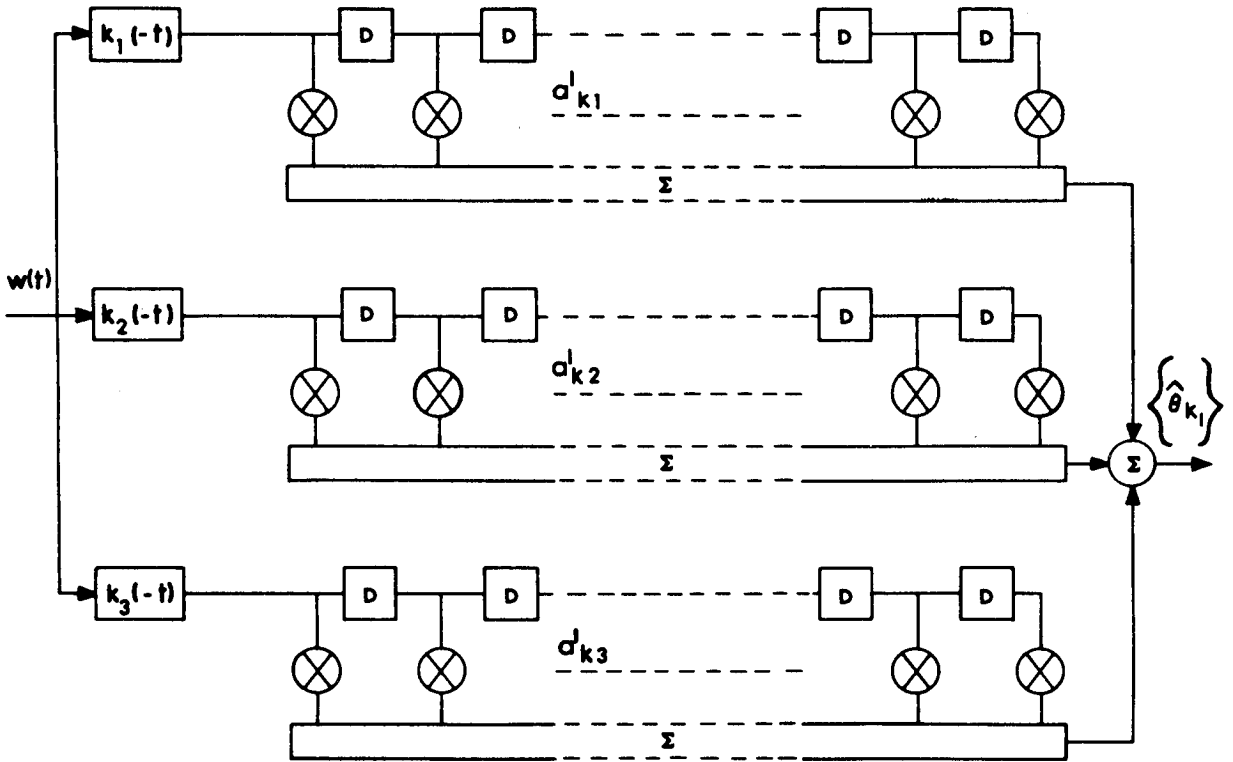 k₁(-t) D D D D
a'ₖ₁
Σ
w(t)
k₂(-t) D D D D
a'ₖ₂
{θ̂ₖ₁}
Σ Σ
k₃(-t) D D D D
a'ₖ₃
Σ